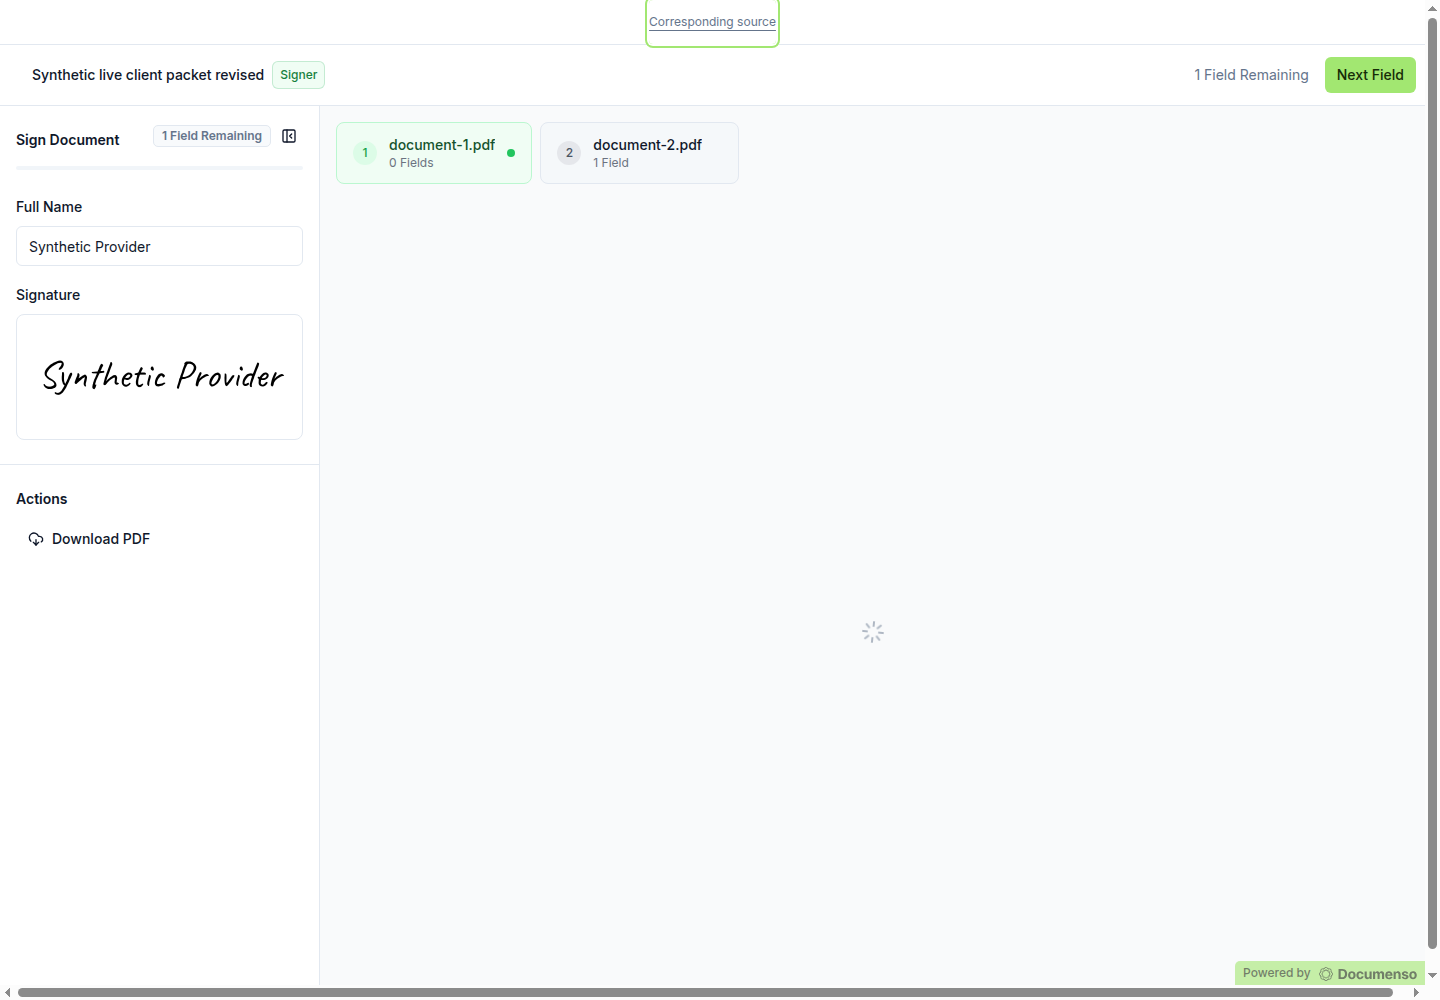 Corresponding source
Synthetic live client packet revised Signer
1 Field Remaining Next Field
Sign Document 1 Field Remaining
Full Name
Synthetic Provider
Signature
Synthetic Provider
Actions
Download PDF
1 document-1.pdf
0 Fields
2 document-2.pdf
1 Field
Powered by Documenso